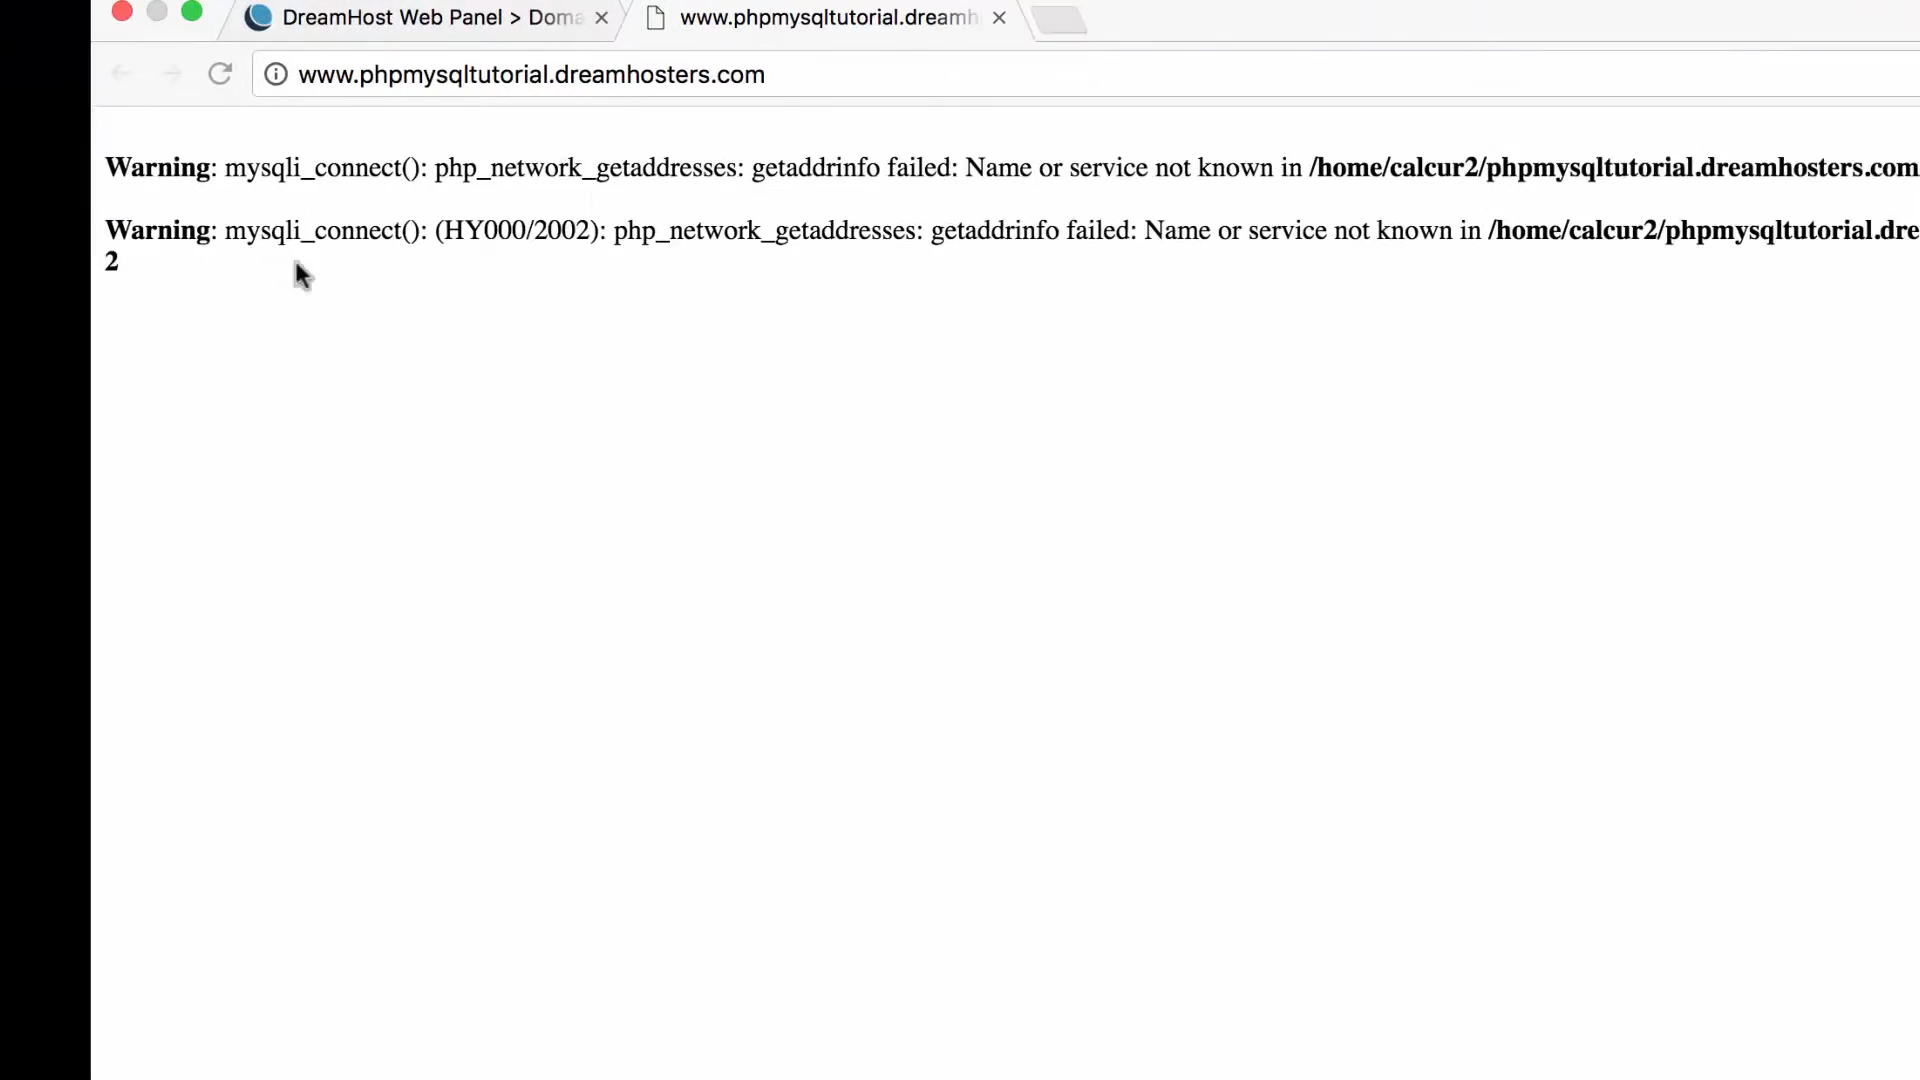 DreamHost Web Panel > Doma
www.phpmysqltutorial.dreamh
www.phpmysqltutorial.dreamhosters.com
Warning: mysqli_connect(): php_network_getaddresses: getaddrinfo failed: Name or service not known in /home/calcur2/phpmysqltutorial.dreamhosters.com
Warning: mysqli_connect(): (HY000/2002): php_network_getaddresses: getaddrinfo failed: Name or service not known in /home/calcur2/phpmysqltutorial.dre
2